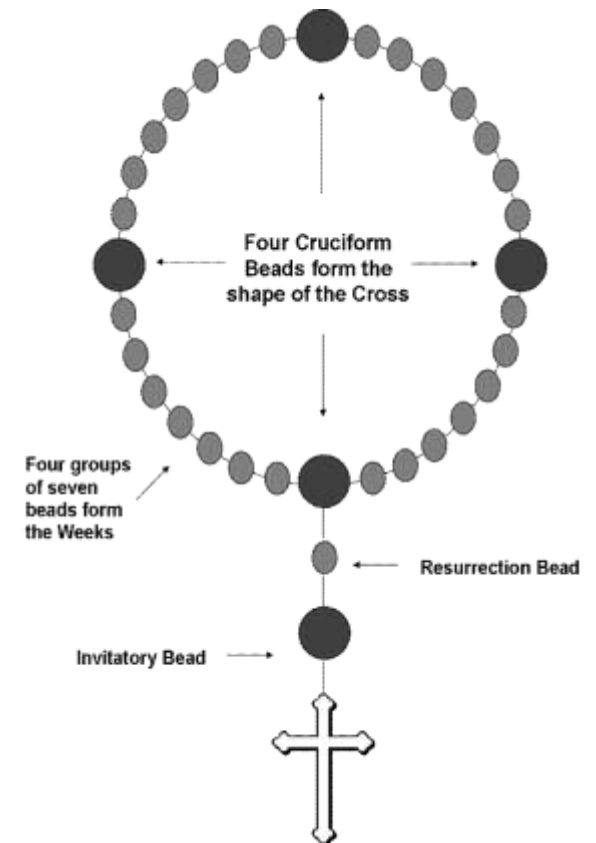 Four Cruciform
Beads form the
shape of the Cross
Four groups
of seven
beads form
the Weeks
Resurrection Bead
Invitatory Bead